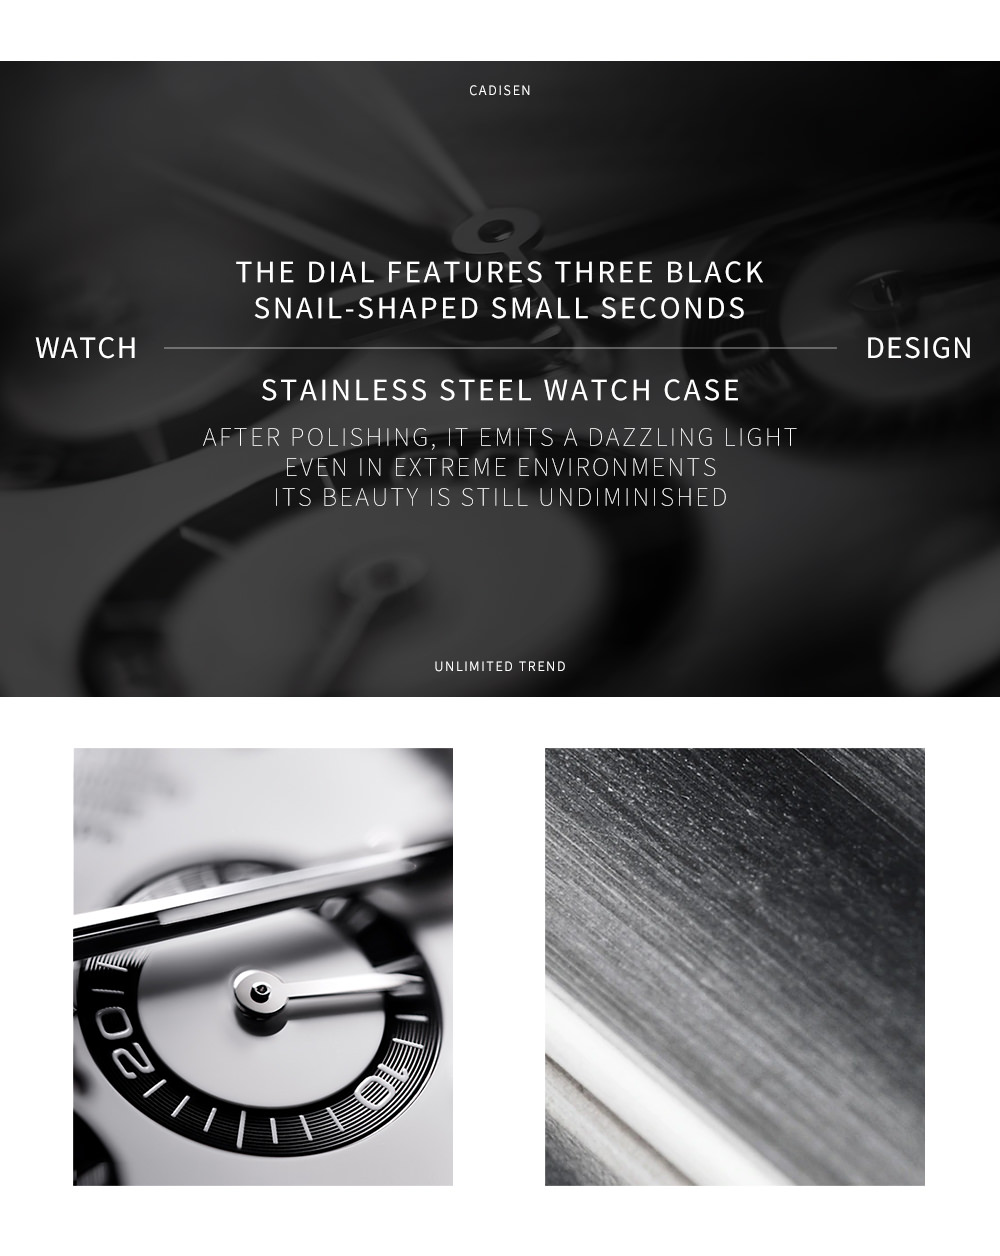 CADISEN
THE DIAL FEATURES THREE BLACK
SNAIL-SHAPED SMALL SECONDS
WATCH
DESIGN
STAINLESS STEEL WATCH CASE
AFTER POLISHING, IT EMITS A DAZZLING LIGHT
EVEN IN EXTREME ENVIRONMENTS
ITS BEAUTY IS STILL UNDIMINISHED
UNLIMITED TREND
20
10